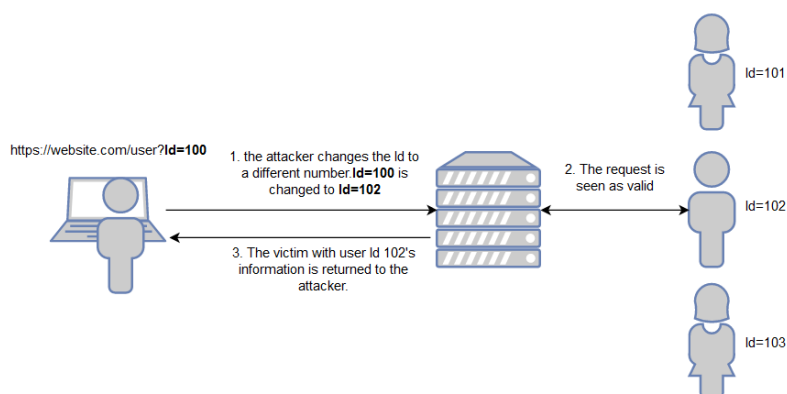 Id=101
https://website.com/user?Id=100
1. the attacker changes the Id to
a different number.Id=100 is
changed to Id=102
2. The request is
seen as valid
Id=102
3. The victim with user Id 102's
information is returned to the
attacker.
Id=103